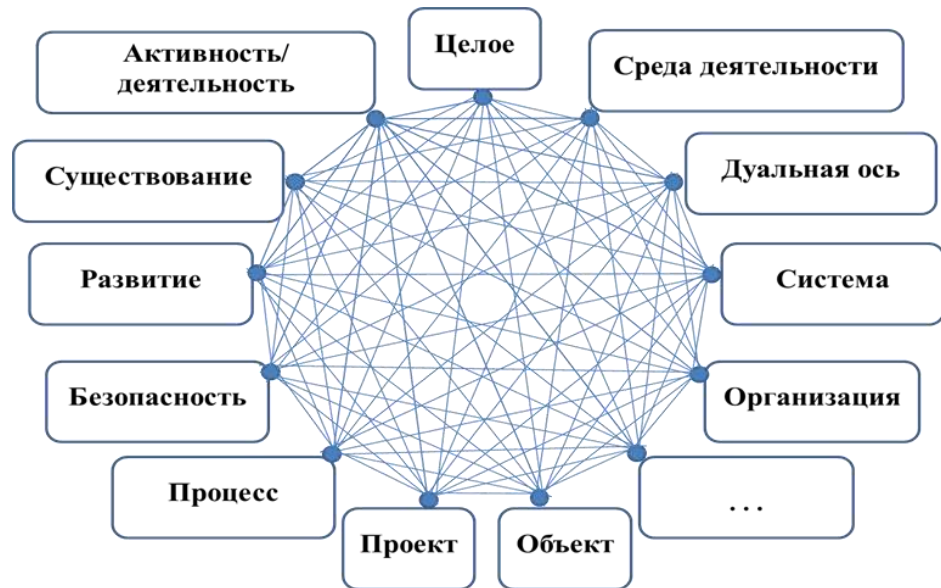 Целое
Активность/
деятельность
Среда деятельности
Существование
Дуальная ось
Развитие
Система
Безопасность
Организация
Процесс
. . .
Проект
Объект